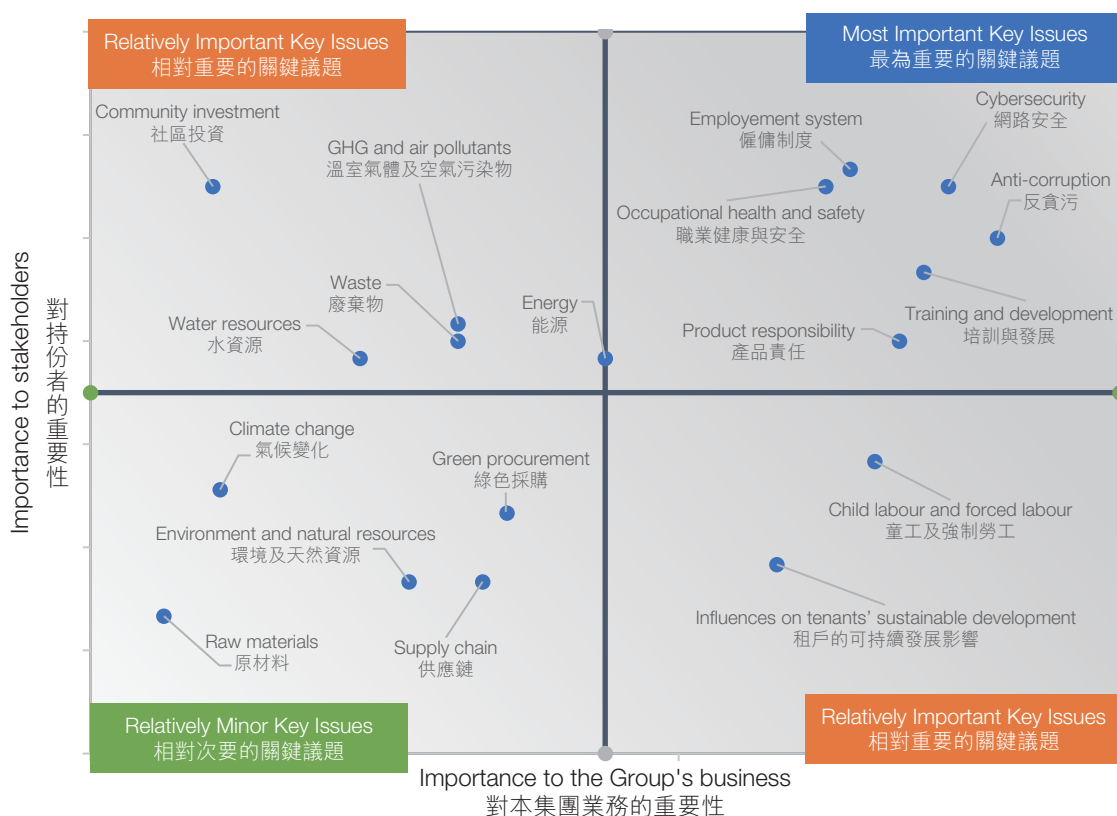 Relatively Important Key Issues
相對重要的關鍵議題
Most Important Key Issues
最為重要的關鍵議題
Community investment
社區投資
GHG and air pollutants
溫室氣體及空氣污染物
Employement system
僱傭制度
Cybersecurity
網路安全
Anti-corruption
反貪污
Occupational health and safety
職業健康與安全
Waste
廢棄物
Energy
能源
Water resources
水資源
Product responsibility
產品責任
Training and development
培訓與發展
Importance to stakeholders
對持份者的重要性
Climate change
氣候變化
Green procurement
綠色採購
Environment and natural resources
環境及天然資源
Child labour and forced labour
童工及強制勞工
Raw materials
原材料
Supply chain
供應鏈
Influences on tenants' sustainable development
租戶的可持續發展影響
Relatively Minor Key Issues
相對次要的關鍵議題
Relatively Important Key Issues
相對重要的關鍵議題
Importance to the Group's business
對本集團業務的重要性